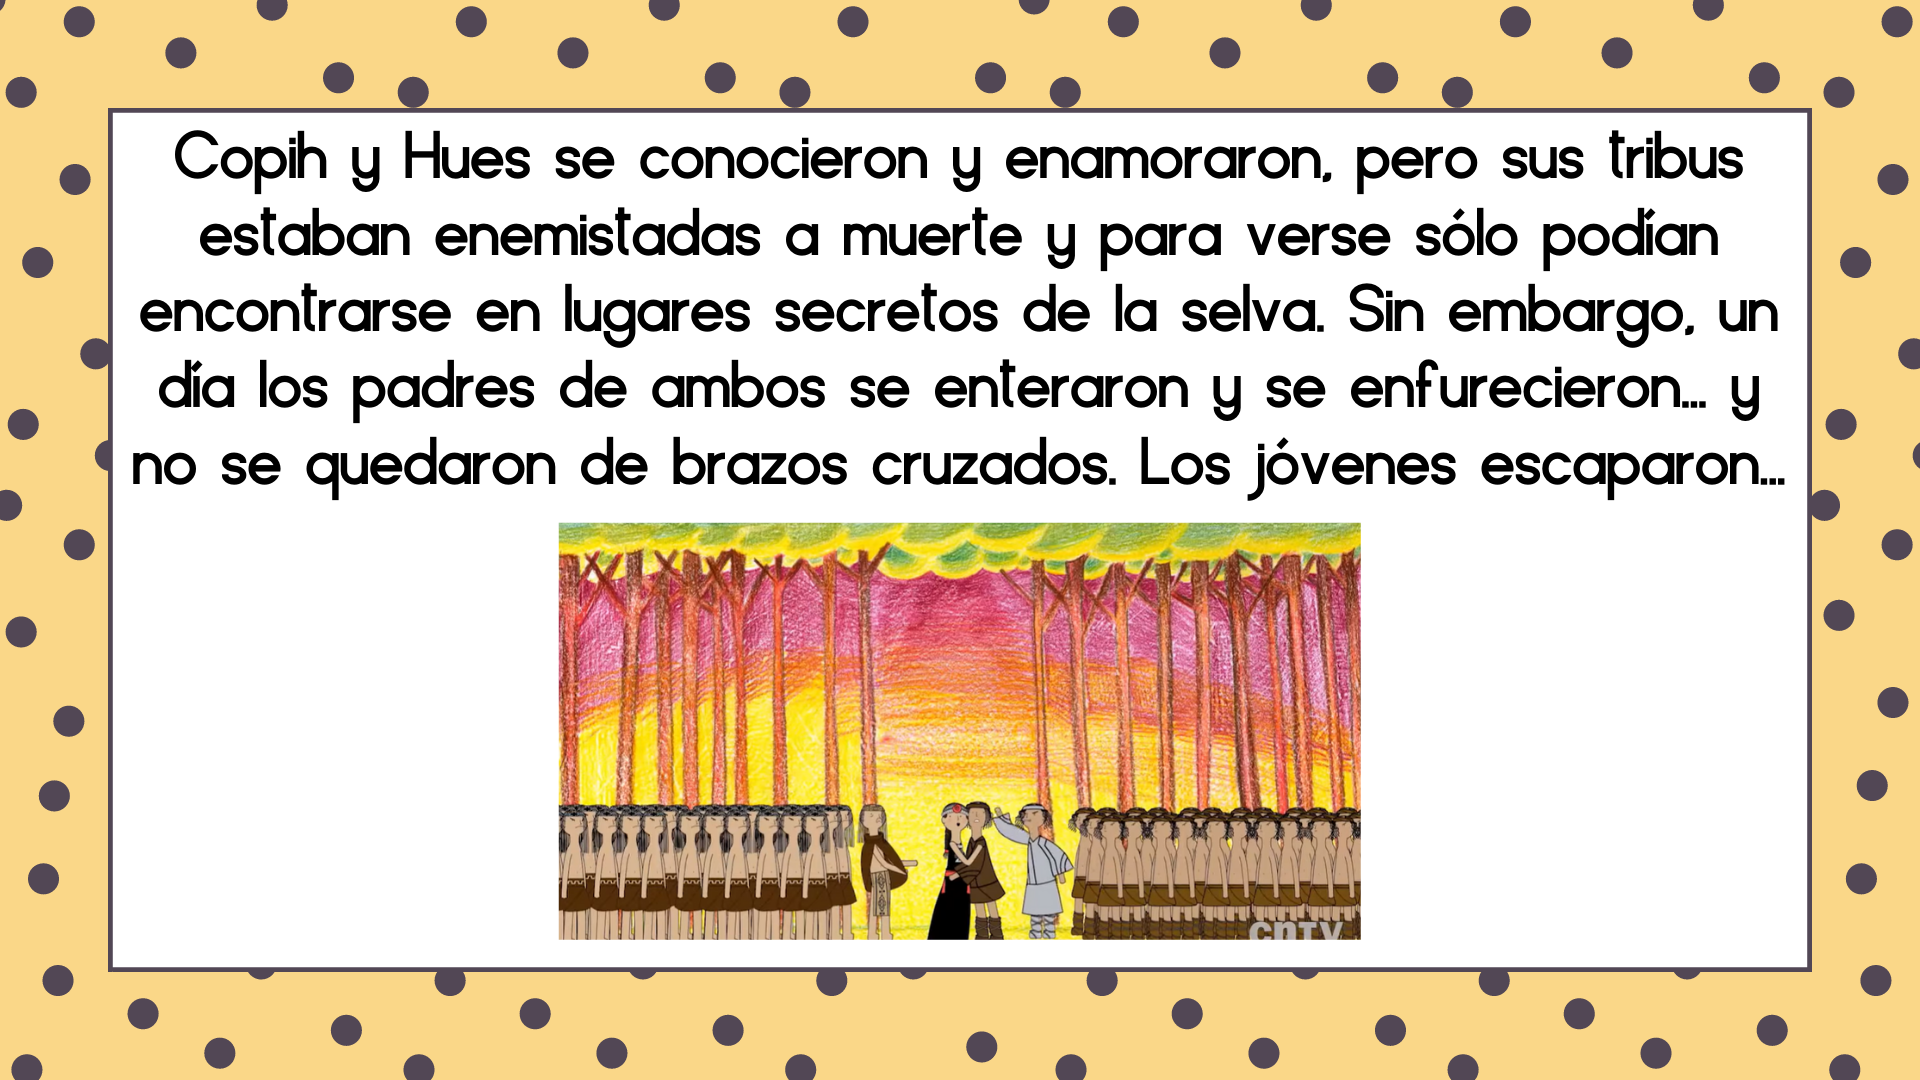 Copih y Hues se conocieron y enamoraron, pero sus tribus
estaban enemistadas a muerte y para verse sólo podían
encontrarse en lugares secretos de la selva. Sin embargo, un
día los padres de ambos se enteraron y se enfurecieron... y
no se quedaron de brazos cruzados. Los jóvenes escaparon...
cnTV